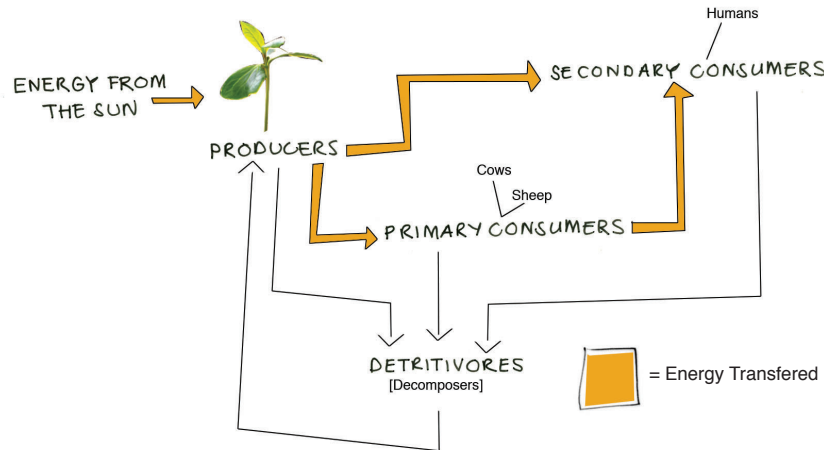 Humans
ENERGY FROM
THE SUN
SECONDARY CONSUMERS
PRODUCERS
Cows
Sheep
PRIMARY CONSUMERS
DETRITIVORES
[Decomposers]
= Energy Transfered